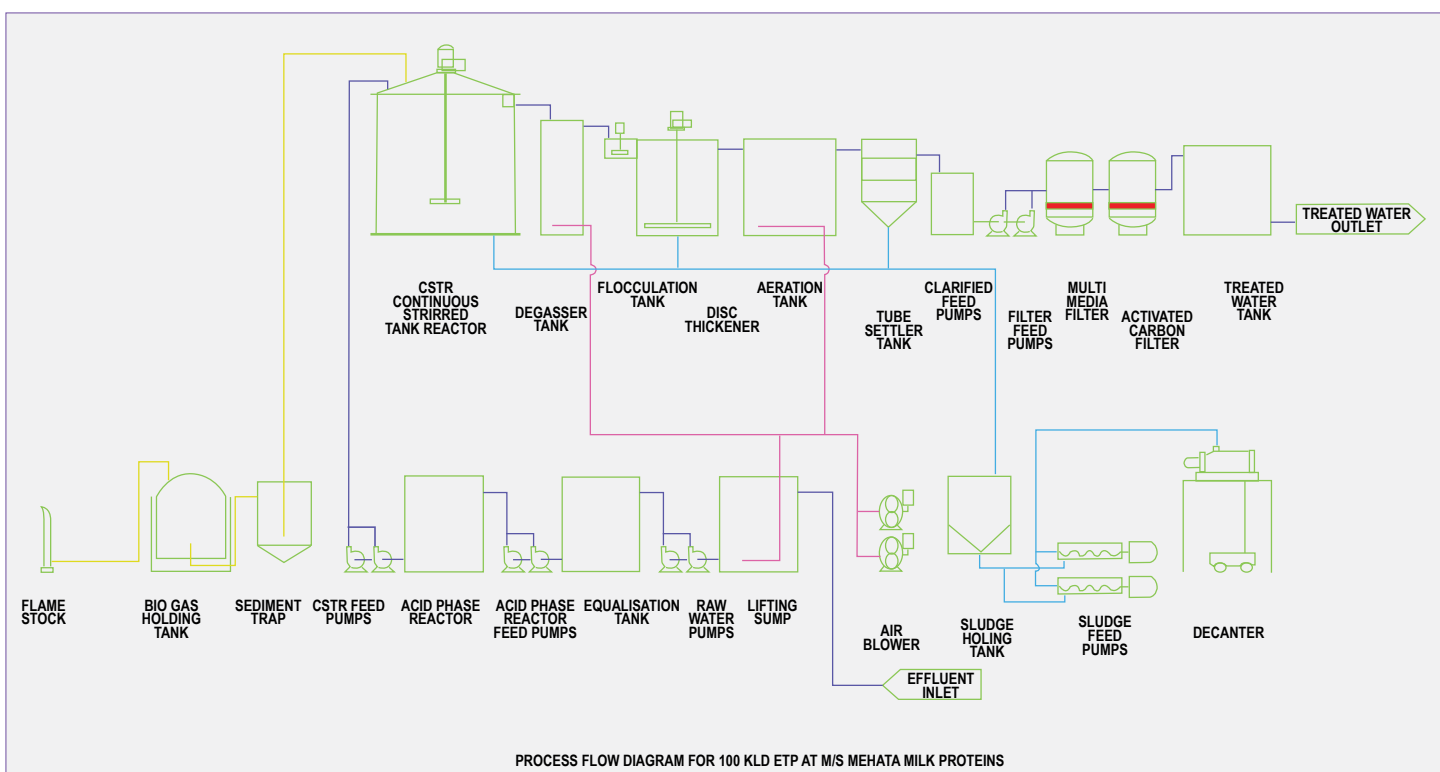 TREATED WATER
OUTLET
CSTR
CONTINUOUS
STRIRRED
TANK REACTOR
DEGASSER
TANK
FLOCCULATION
TANK
DISC
THICKENER
AERATION
TANK
TUBE
SETTLER
TANK
CLARIFIED
FEED
PUMPS
FILTER
FEED
PUMPS
MULTI
MEDIA
FILTER
ACTIVATED
CARBON
FILTER
TREATED
WATER
TANK
FLAME
STOCK
BIO GAS
HOLDING
TANK
SEDIMENT
TRAP
CSTR FEED
PUMPS
ACID PHASE
REACTOR
ACID PHASE
REACTOR
FEED PUMPS
EQUALISATION
TANK
RAW
WATER
PUMPS
LIFTING
SUMP
AIR
BLOWER
SLUDGE
HOLING
TANK
SLUDGE
FEED
PUMPS
DECANTER
EFFLUENT
INLET
PROCESS FLOW DIAGRAM FOR 100 KLD ETP AT M/S MEHATA MILK PROTEINS